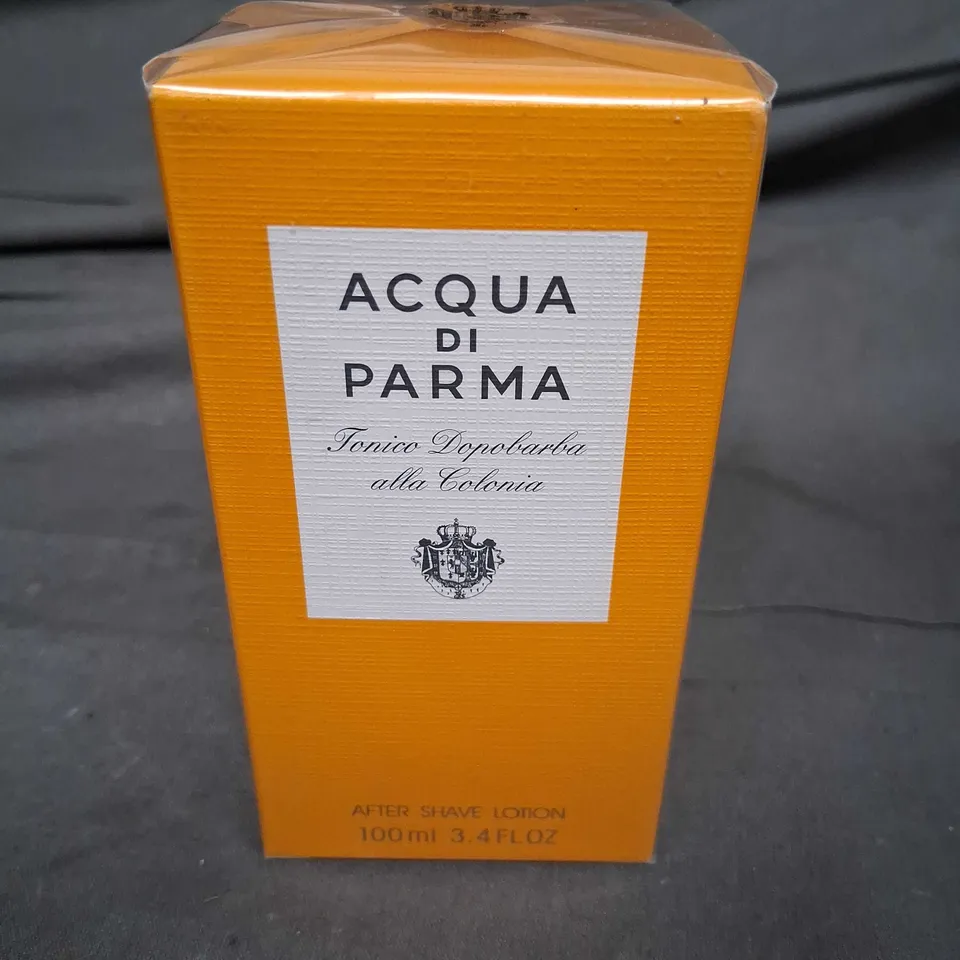 ACQUA
DI
PARMA
Tonico Dopobarba
alla Colonia
AFTER SHAVE LOTION
100ml 3.4FL.OZ